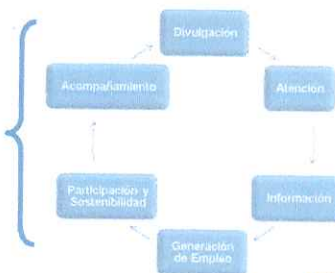 Divulgación
Atención
Información
Generación
de Empleo
Participación y
Sostenibilidad
Acompañamiento